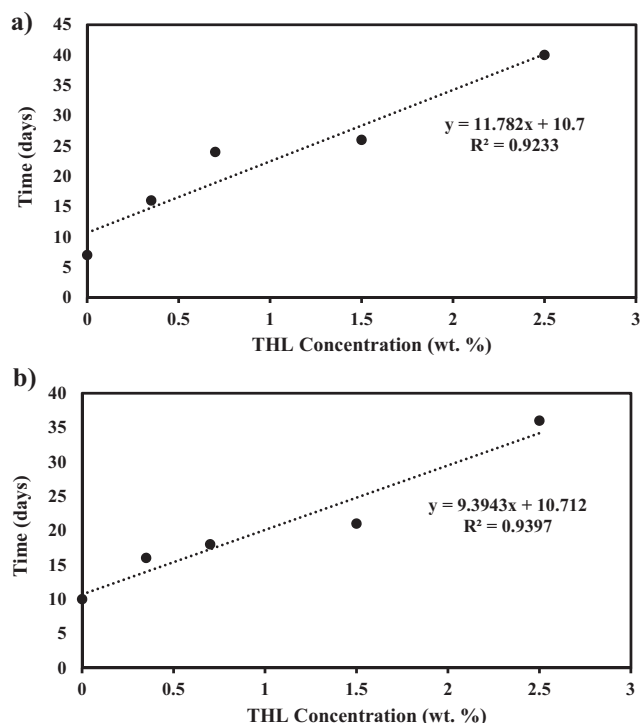 a)
45
40
35
30
25
20
15
10
5
0
Time (days)
y = 11.782x + 10.7
R² = 0.9233
0 0.5 1 1.5 2 2.5 3
THL Concentration (wt. %)
b)
40
35
30
25
20
15
10
5
0
Time (days)
y = 9.3943x + 10.712
R² = 0.9397
0 0.5 1 1.5 2 2.5 3
THL Concentration (wt. %)